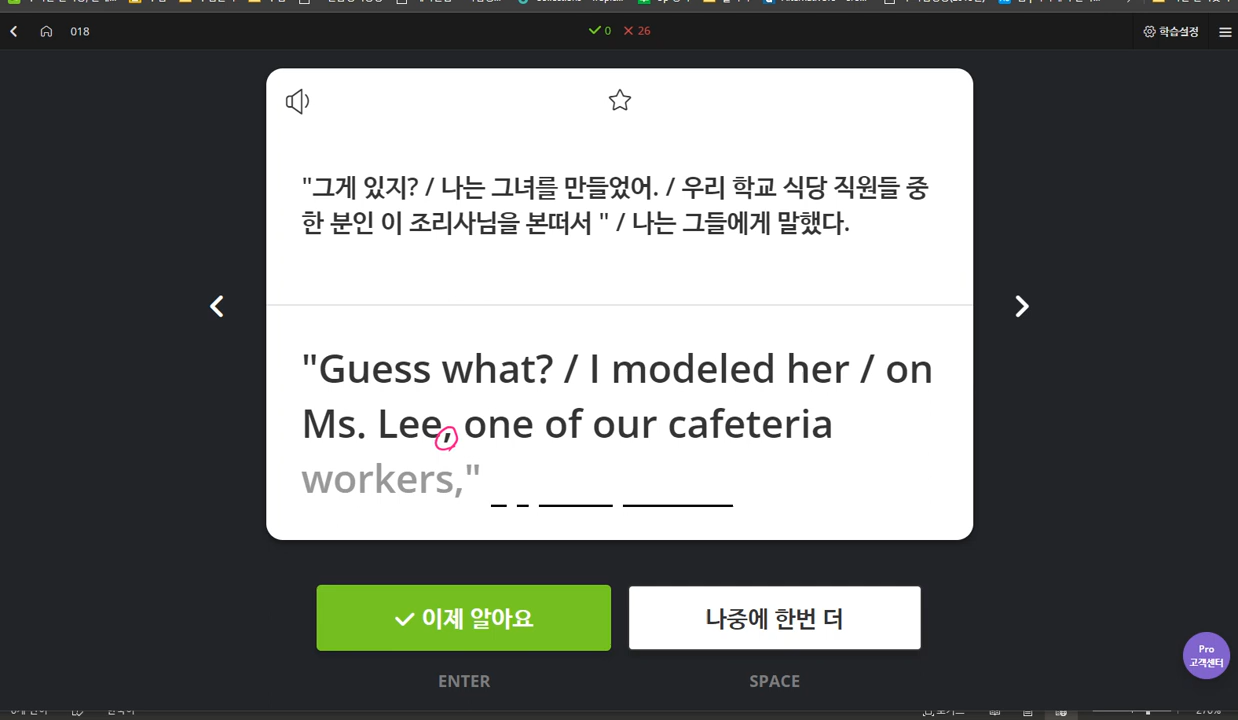 018
0
26
학습설정
"그게 있지? / 나는 그녀를 만들었어. / 우리 학교 식당 직원들 중
한 분인 이 조리사님을 본떠서 " / 나는 그들에게 말했다.
"Guess what? / I modeled her / on
Ms. Lee, one of our cafeteria
workers,"
이제 알아요
나중에 한번 더
ENTER
SPACE
Pro
고객센터